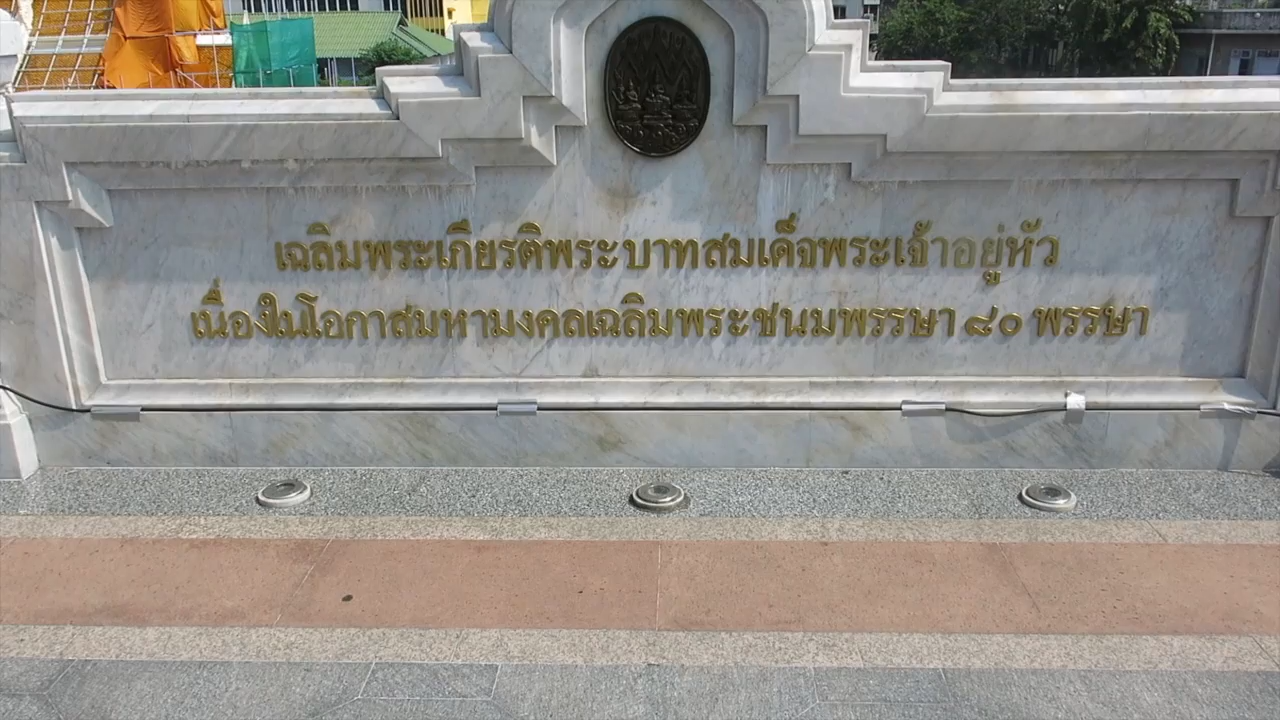 เฉลิมพระเกียรติพระบาทสมเด็จพระเจ้าอยู่หัว
เนื่องในโอกาสมหามงคลเฉลิมพระชนมพรรษา ๘๐ พรรษา